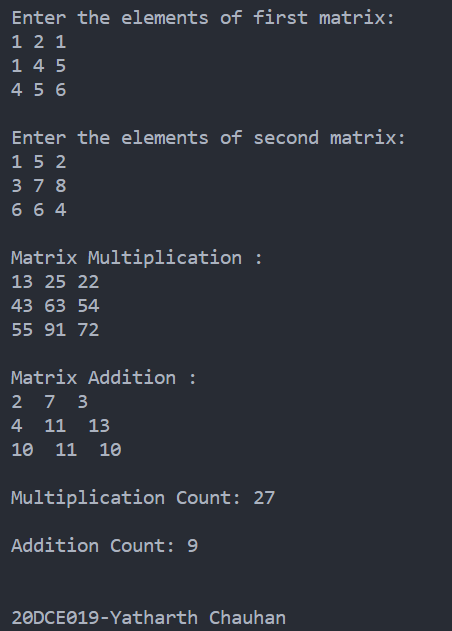 Enter the elements of first matrix:
1 2 1
1 4 5
4 5 6
Enter the elements of second matrix:
1 5 2
3 7 8
6 6 4
Matrix Multiplication :
13 25 22
43 63 54
55 91 72
Matrix Addition :
2  7  3
4  11  13
10  11  10
Multiplication Count: 27
Addition Count: 9
20DCE019-Yatharth Chauhan